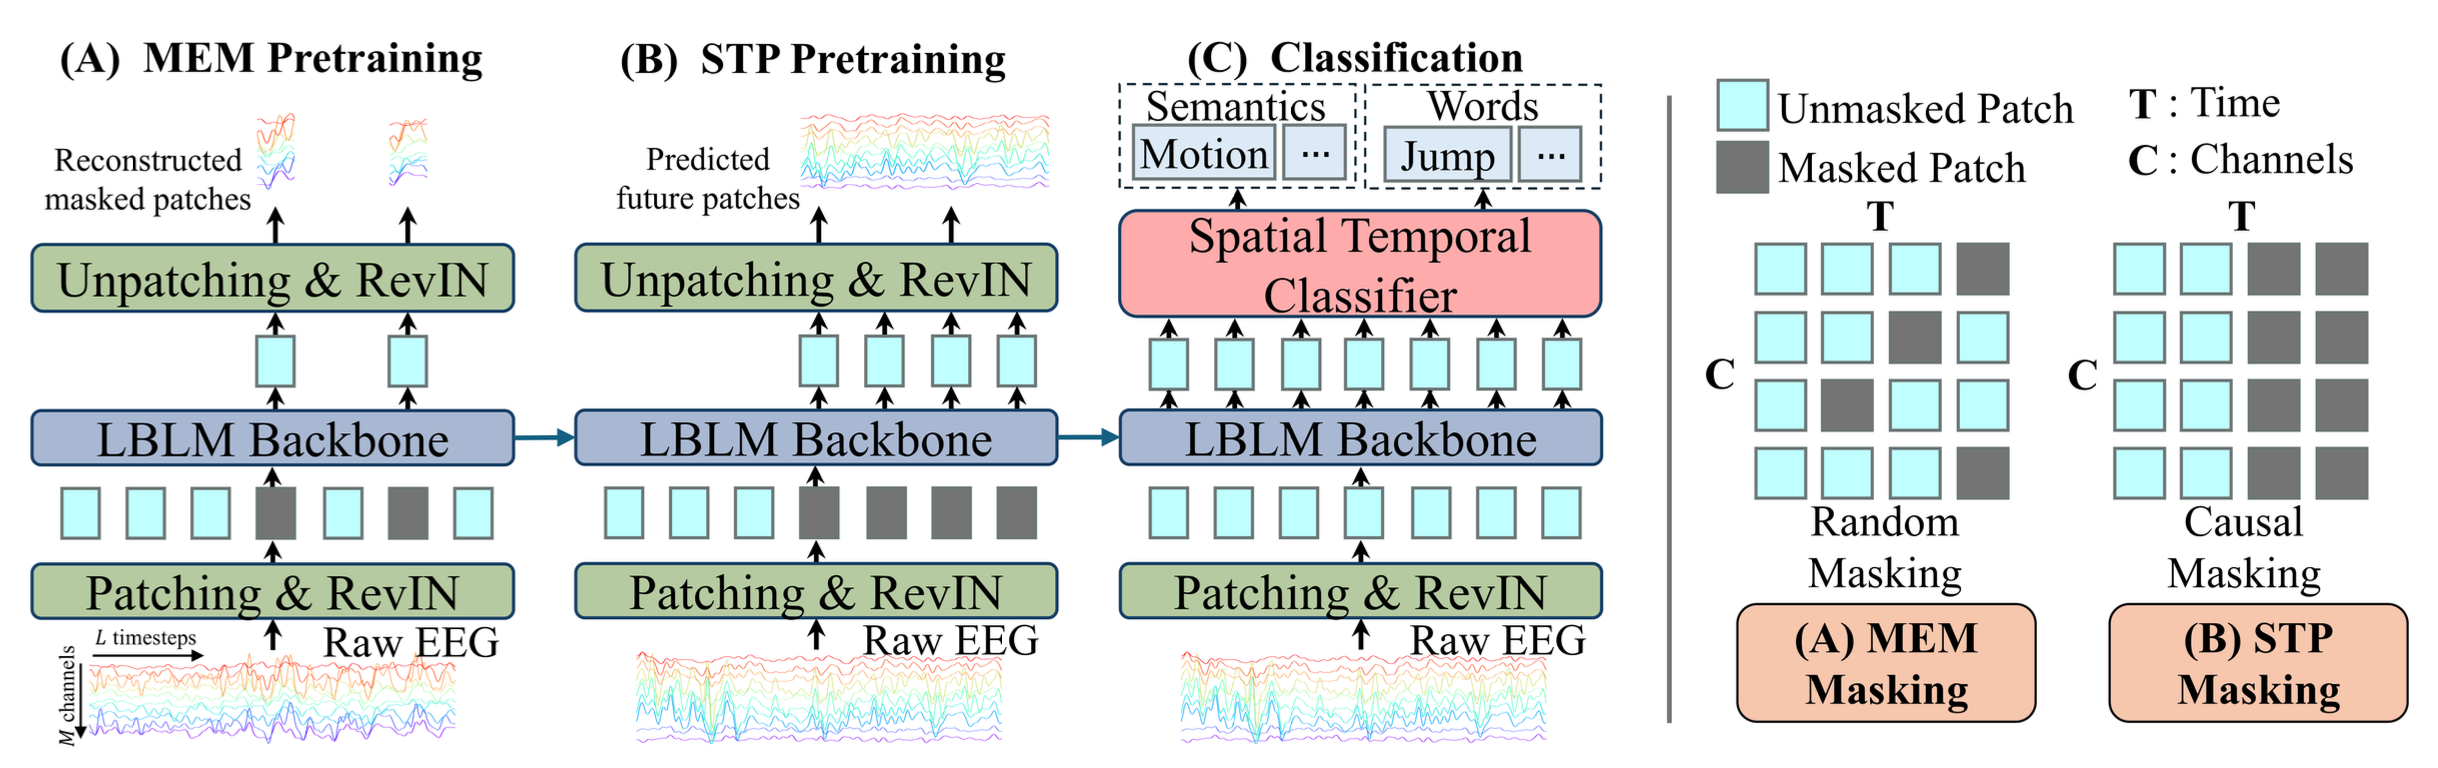 (A) MEM Pretraining
Reconstructed
masked patches
Unpatching & RevIN
LBLM Backbone
Patching & RevIN
L timesteps
Raw EEG
M channels
(B) STP Pretraining
Predicted
future patches
Unpatching & RevIN
LBLM Backbone
Patching & RevIN
Raw EEG
(C) Classification
Semantics
Motion
...
Words
Jump
...
Spatial Temporal
Classifier
LBLM Backbone
Patching & RevIN
Raw EEG
Unmasked Patch
Masked Patch
T : Time
C : Channels
T
C
Random
Masking
(A) MEM
Masking
T
C
Causal
Masking
(B) STP
Masking